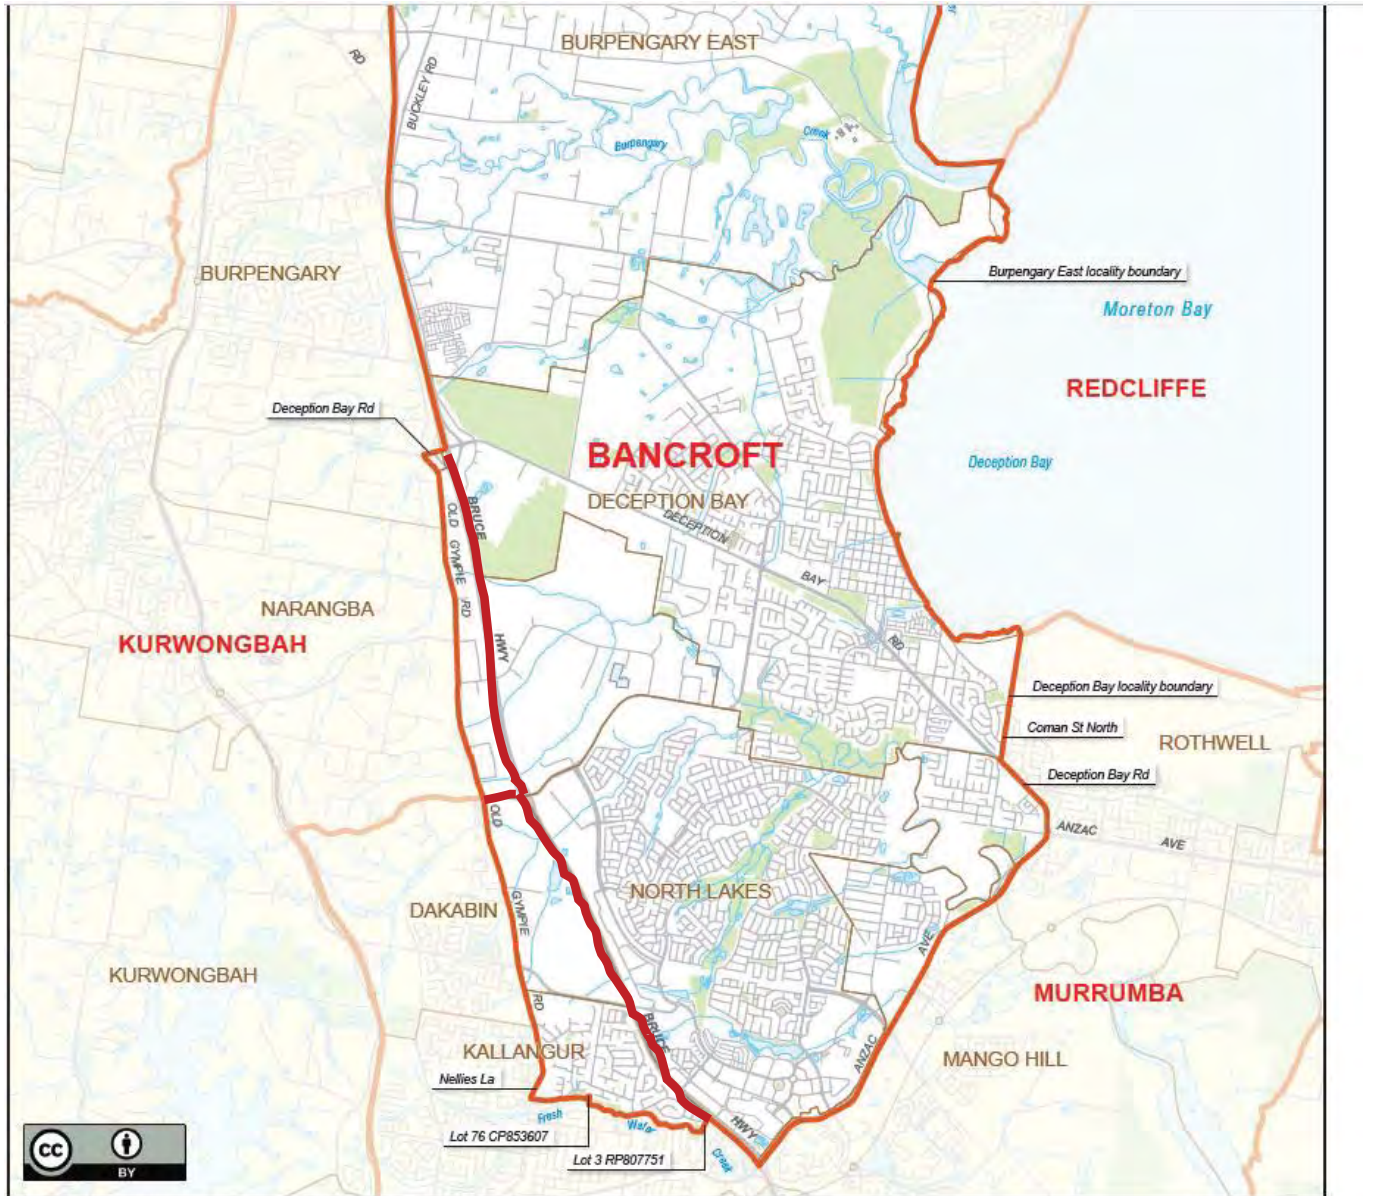 BURPENGARY EAST
RD
BUCKLEY RD
Burpengary
Creek
BURPENGARY
Burpengary East locality boundary
Moreton Bay
REDCLIFFE
Deception Bay Rd
BANCROFT
Deception Bay
DECEPTION BAY
BRUCE
OLD
GYMPIE
RD
DECEPTION
BAY
RD
NARANGBA
KURWONGBAH
HWY
Deception Bay locality boundary
Coman St North
ROTHWELL
Deception Bay Rd
OLD
ANZAC
AVE
NORTH LAKES
DAKABIN
GYMPIE
AVE
KURWONGBAH
RD
MURRUMBA
BRUCE
KALLANGUR
ANZAC
MANGO HILL
Nellies La
Fresh
Water
HWY
Creek
Lot 76 CP853607
Lot 3 RP807751
CC
BY